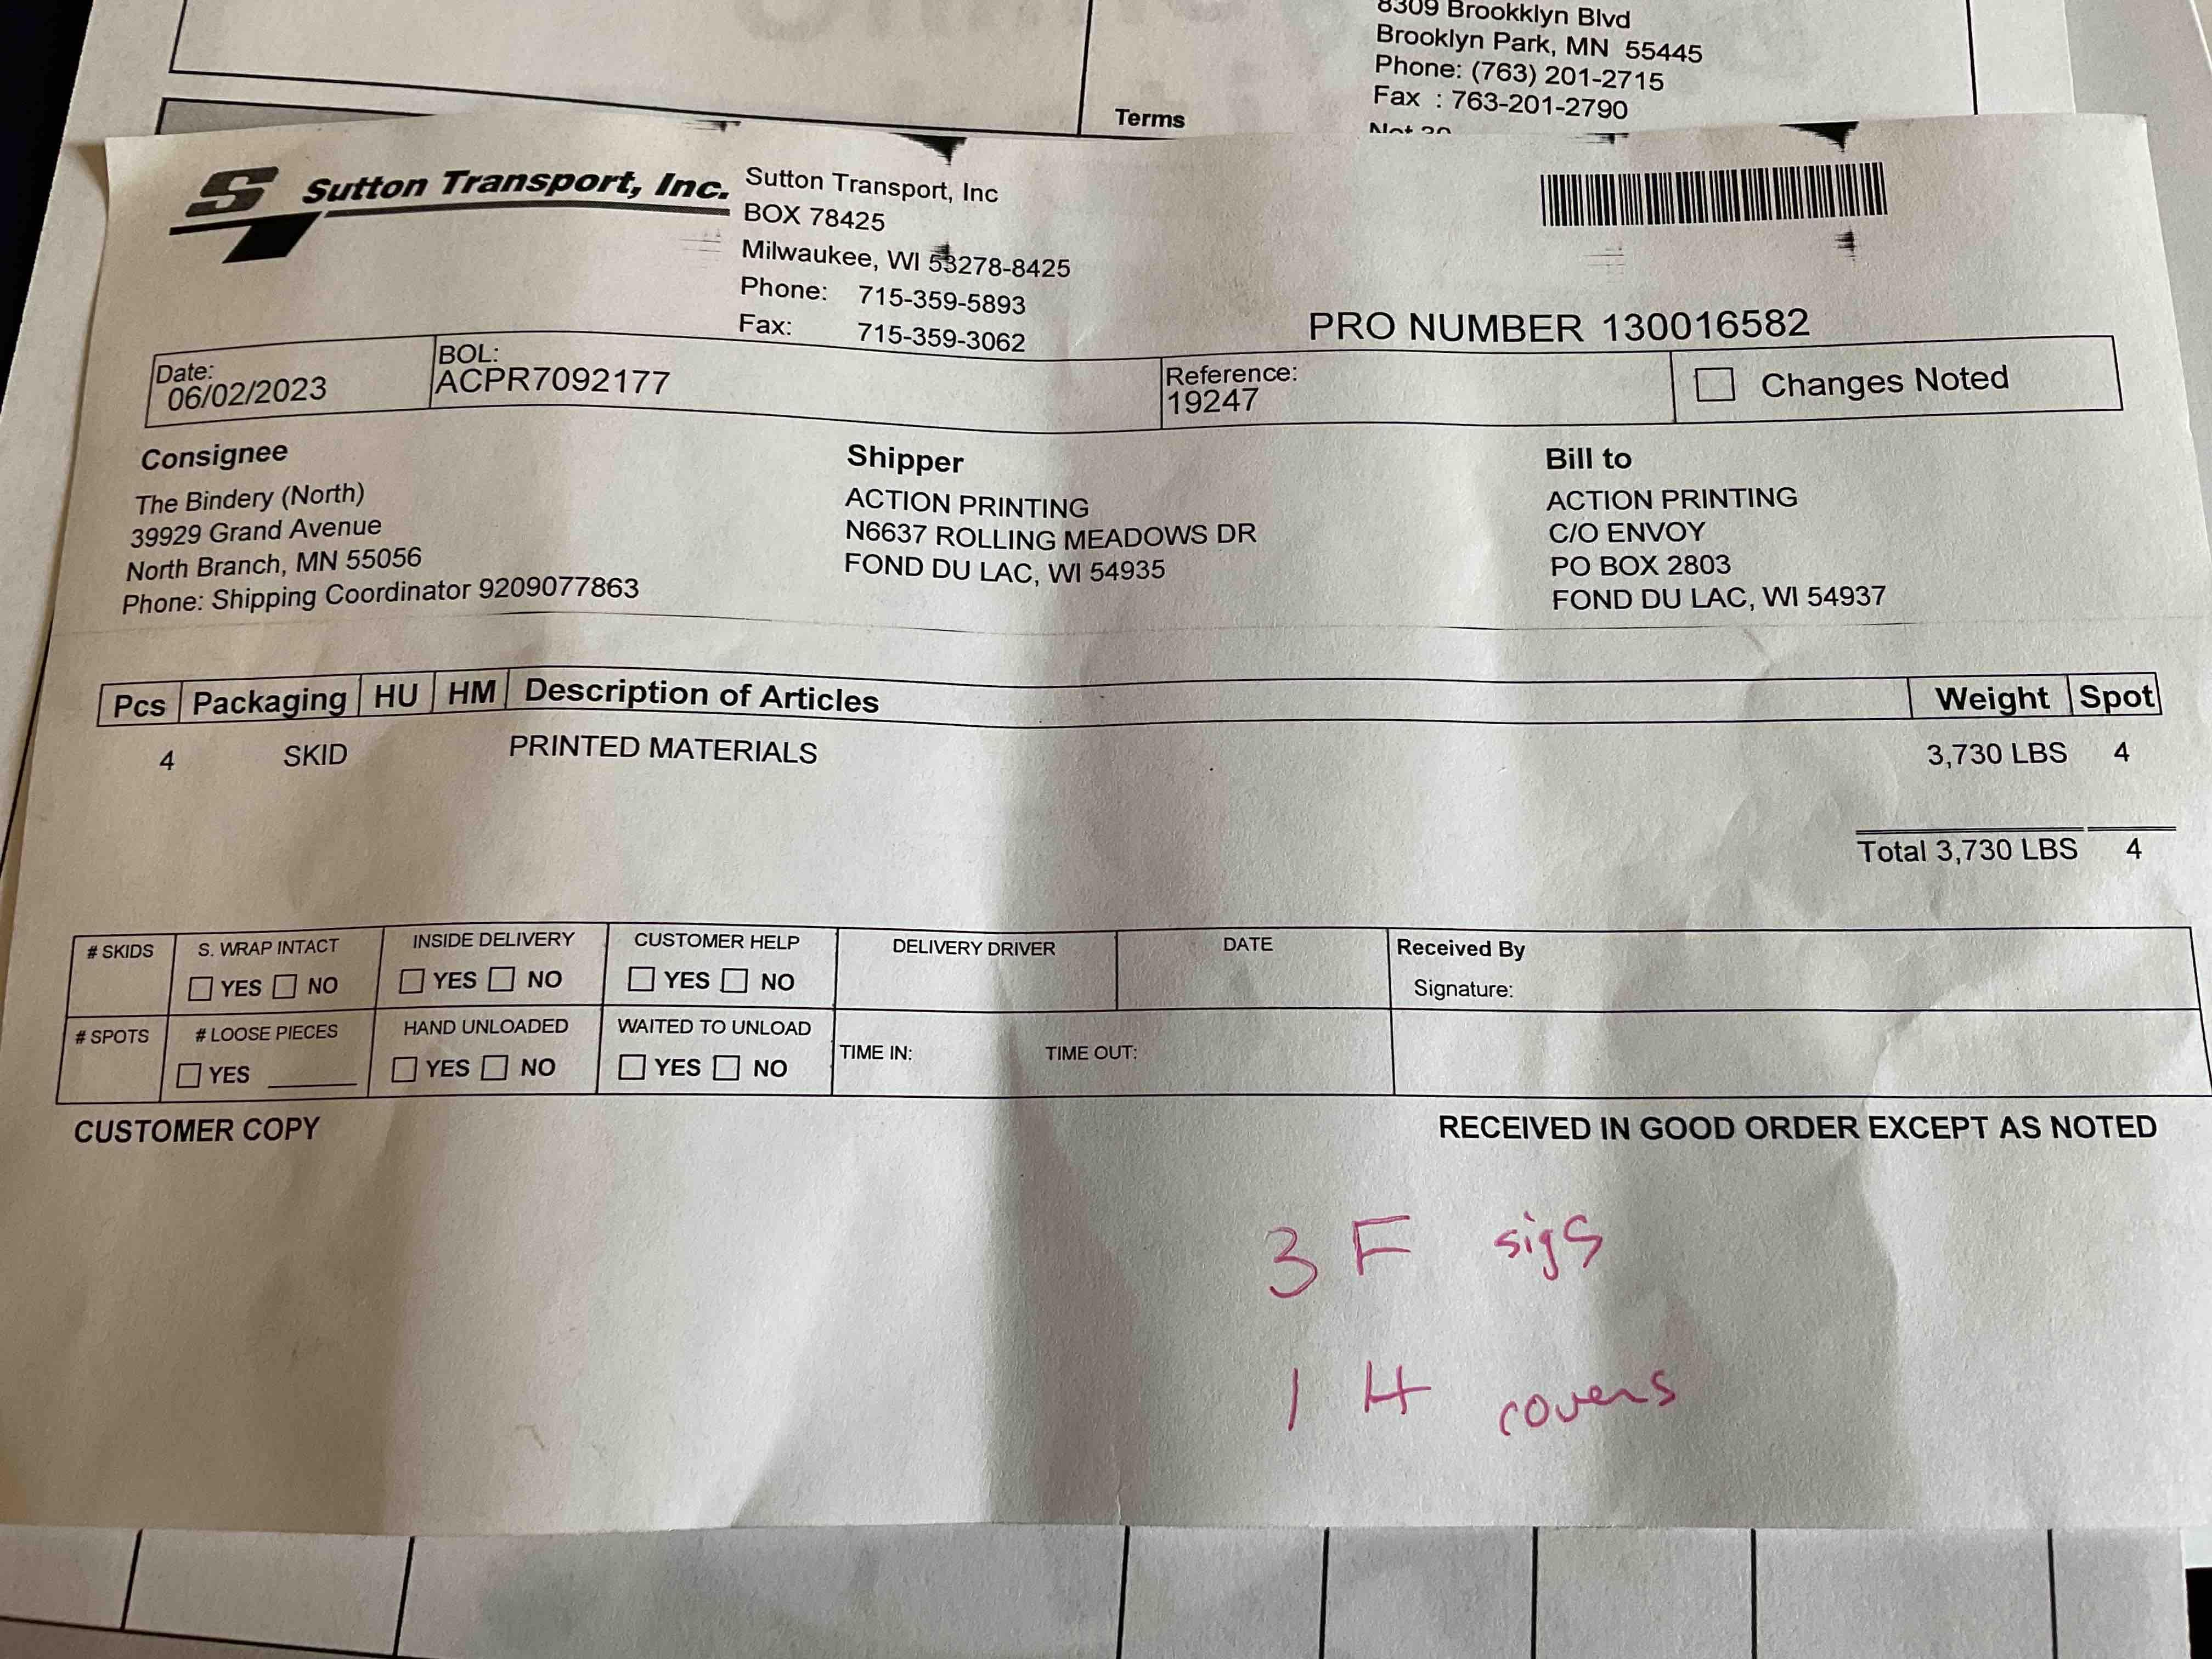 8309 Brookklyn Blvd
Brooklyn Park, MN 55445
Phone: (763) 201-2715
Fax : 763-201-2790
Terms
Net 30
Sutton Transport, Inc.
Sutton Transport, Inc
BOX 78425
Milwaukee, WI 53278-8425
Phone: 715-359-5893
Fax: 715-359-3062
PRO NUMBER 130016582
Date:
06/02/2023
BOL:
ACPR7092177
Reference:
19247
Changes Noted
Consignee
The Bindery (North)
39929 Grand Avenue
North Branch, MN 55056
Phone: Shipping Coordinator 9209077863
Shipper
ACTION PRINTING
N6637 ROLLING MEADOWS DR
FOND DU LAC, WI 54935
Bill to
ACTION PRINTING
C/O ENVOY
PO BOX 2803
FOND DU LAC, WI 54937
Pcs Packaging HU HM Description of Articles Weight Spot
4 SKID PRINTED MATERIALS 3,730 LBS 4
Total 3,730 LBS 4
# SKIDS S. WRAP INTACT INSIDE DELIVERY CUSTOMER HELP DELIVERY DRIVER DATE Received By
YES NO YES NO YES NO Signature:
# SPOTS # LOOSE PIECES HAND UNLOADED WAITED TO UNLOAD
YES YES NO YES NO TIME IN: TIME OUT:
CUSTOMER COPY RECEIVED IN GOOD ORDER EXCEPT AS NOTED
3 F sigs
1 H covers